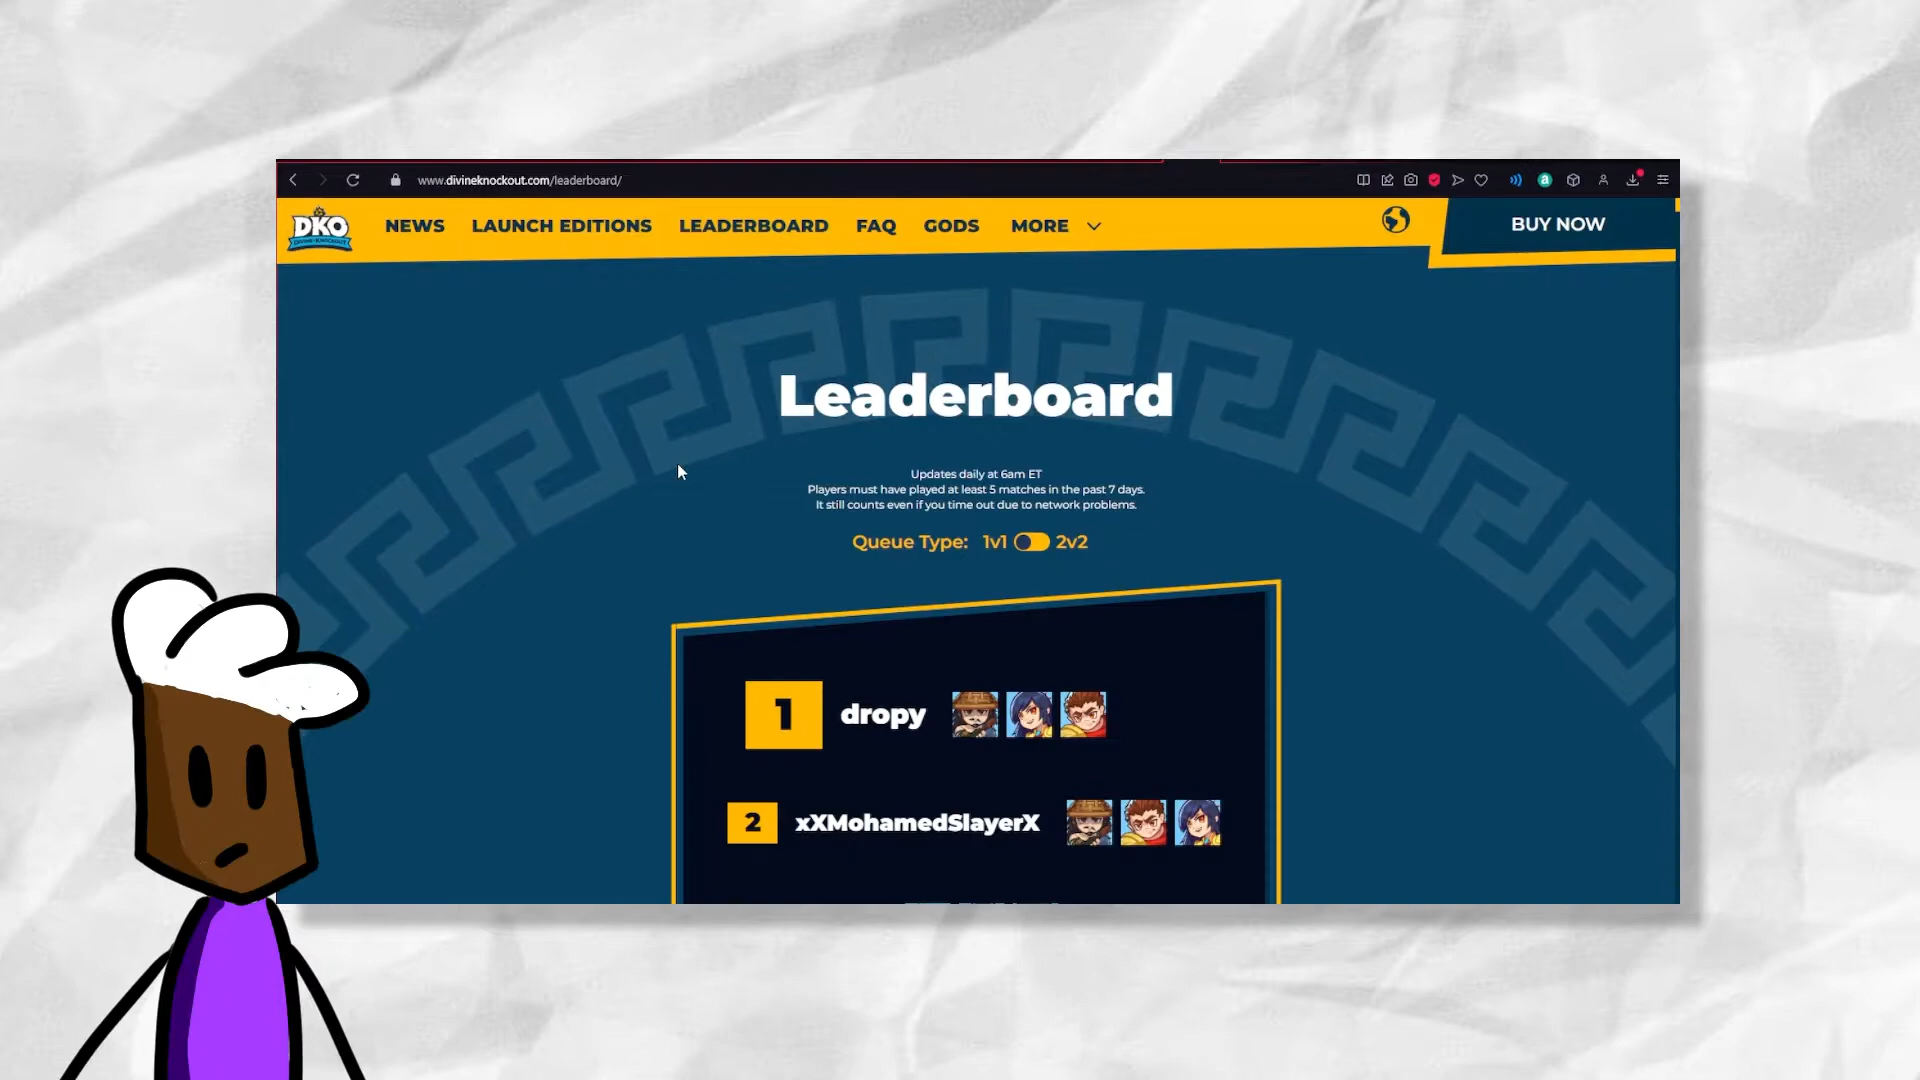 www.divineknockout.com/leaderboard/
DKO
DIVINE KNOCKOUT
NEWS
LAUNCH EDITIONS
LEADERBOARD
FAQ
GODS
MORE
BUY NOW
Leaderboard
Updates daily at 6am ET
Players must have played at least 5 matches in the past 7 days.
It still counts even if you time out due to network problems.
Queue Type: 1v1 2v2
1 dropy
2 xXMohamedSlayerX